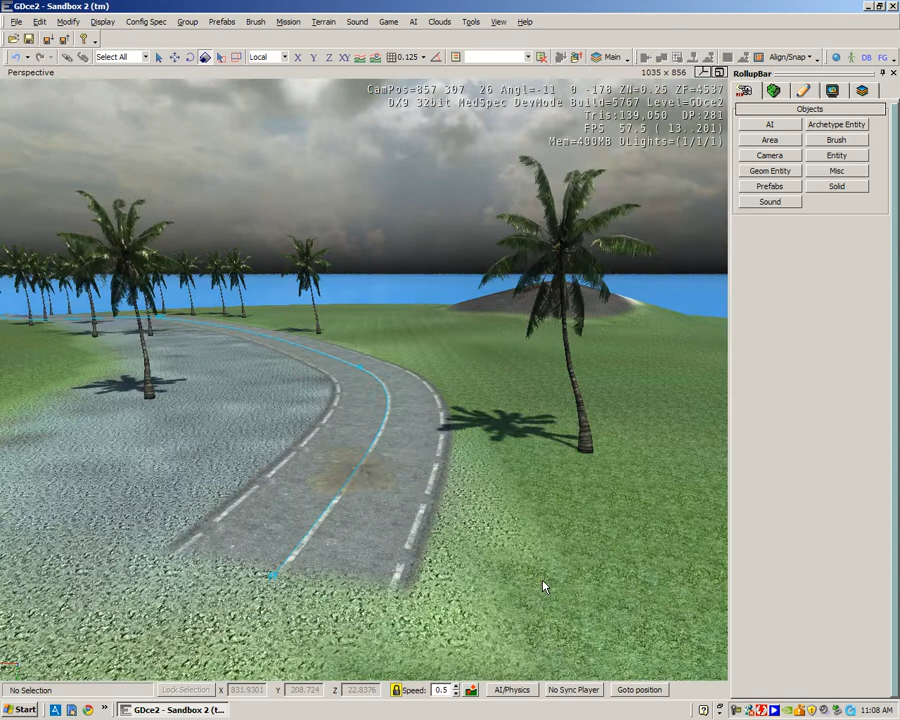 GDce2 - Sandbox 2 (tm)
File Edit Modify Display Config Spec Group Prefabs Brush Mission Terrain Sound Game AI Clouds Tools View Help
Select All Local X Y Z XY 0.125 Main Align/Snap DB FG
Perspective 1035 x 856
RollupBar
CamPos=857 307 26 Angl=-11 0 -178 ZN=0.25 ZF=4537
DX9 32bit MedSpec DevMode Build=5767 Level=GDce2
Tris:139,050 DP:281
FPS 57.5 ( 13..201)
Mem=400MB DLights=(1/1/1)
Objects
AI Archetype Entity
Area Brush
Camera Entity
Geom Entity Misc
Prefabs Solid
Sound
No Selection Lock Selection X 831.9301 Y 208.724 Z 22.8376 Speed: 0.5 AI/Physics No Sync Player Goto position
Start GDce2 - Sandbox 2 (t... 11:08 AM